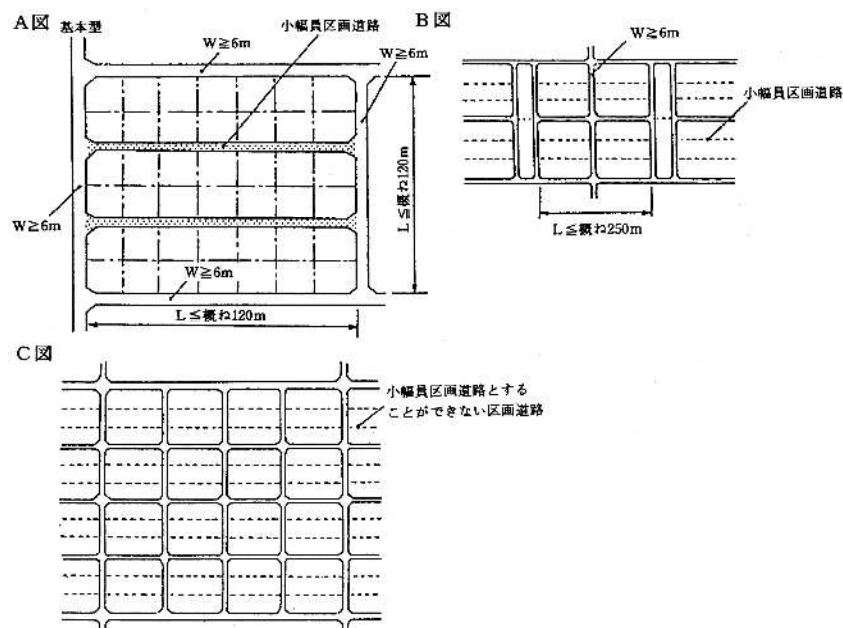 A図 基本型
小幅員区画道路
W≧6m
W≧6m
W≧6m
W≧6m
L≦概ね120m
L≦概ね120m
B図
W≧6m
小幅員区画道路
L≦概ね250m
C図
小幅員区画道路とする
ことができない区画道路